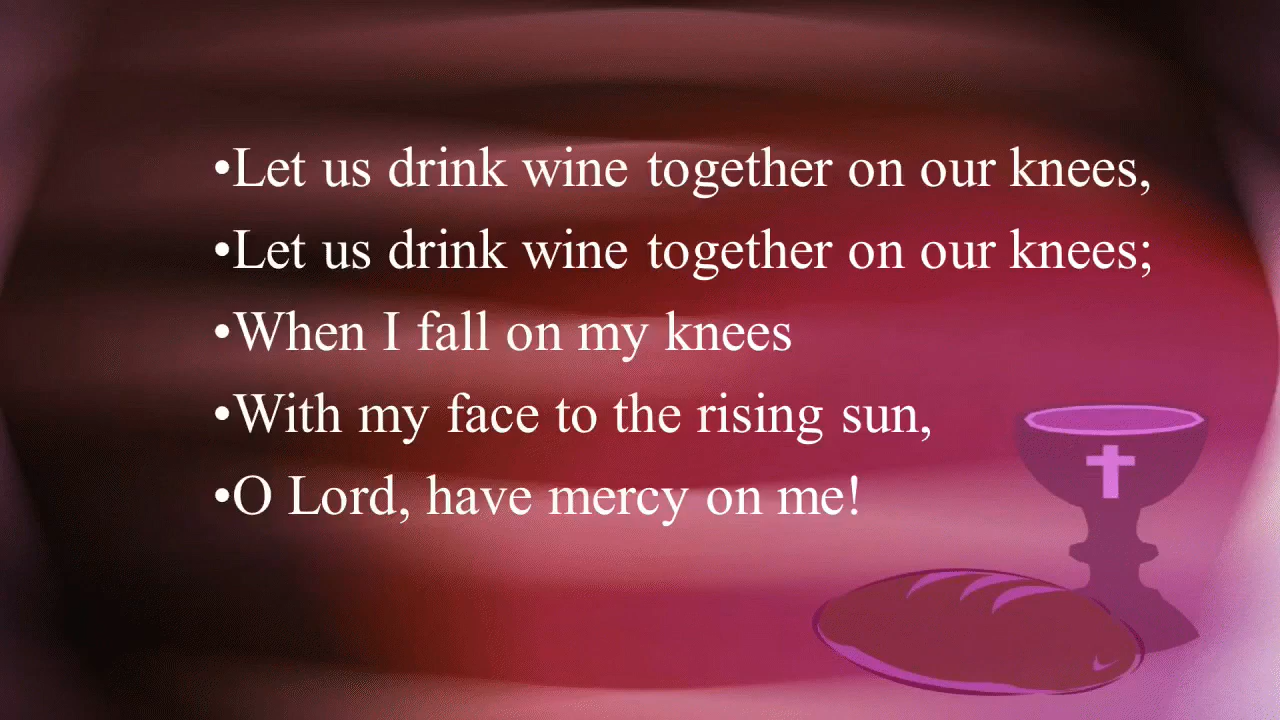 •Let us drink wine together on our knees,
•Let us drink wine together on our knees;
•When I fall on my knees
•With my face to the rising sun,
•O Lord, have mercy on me!